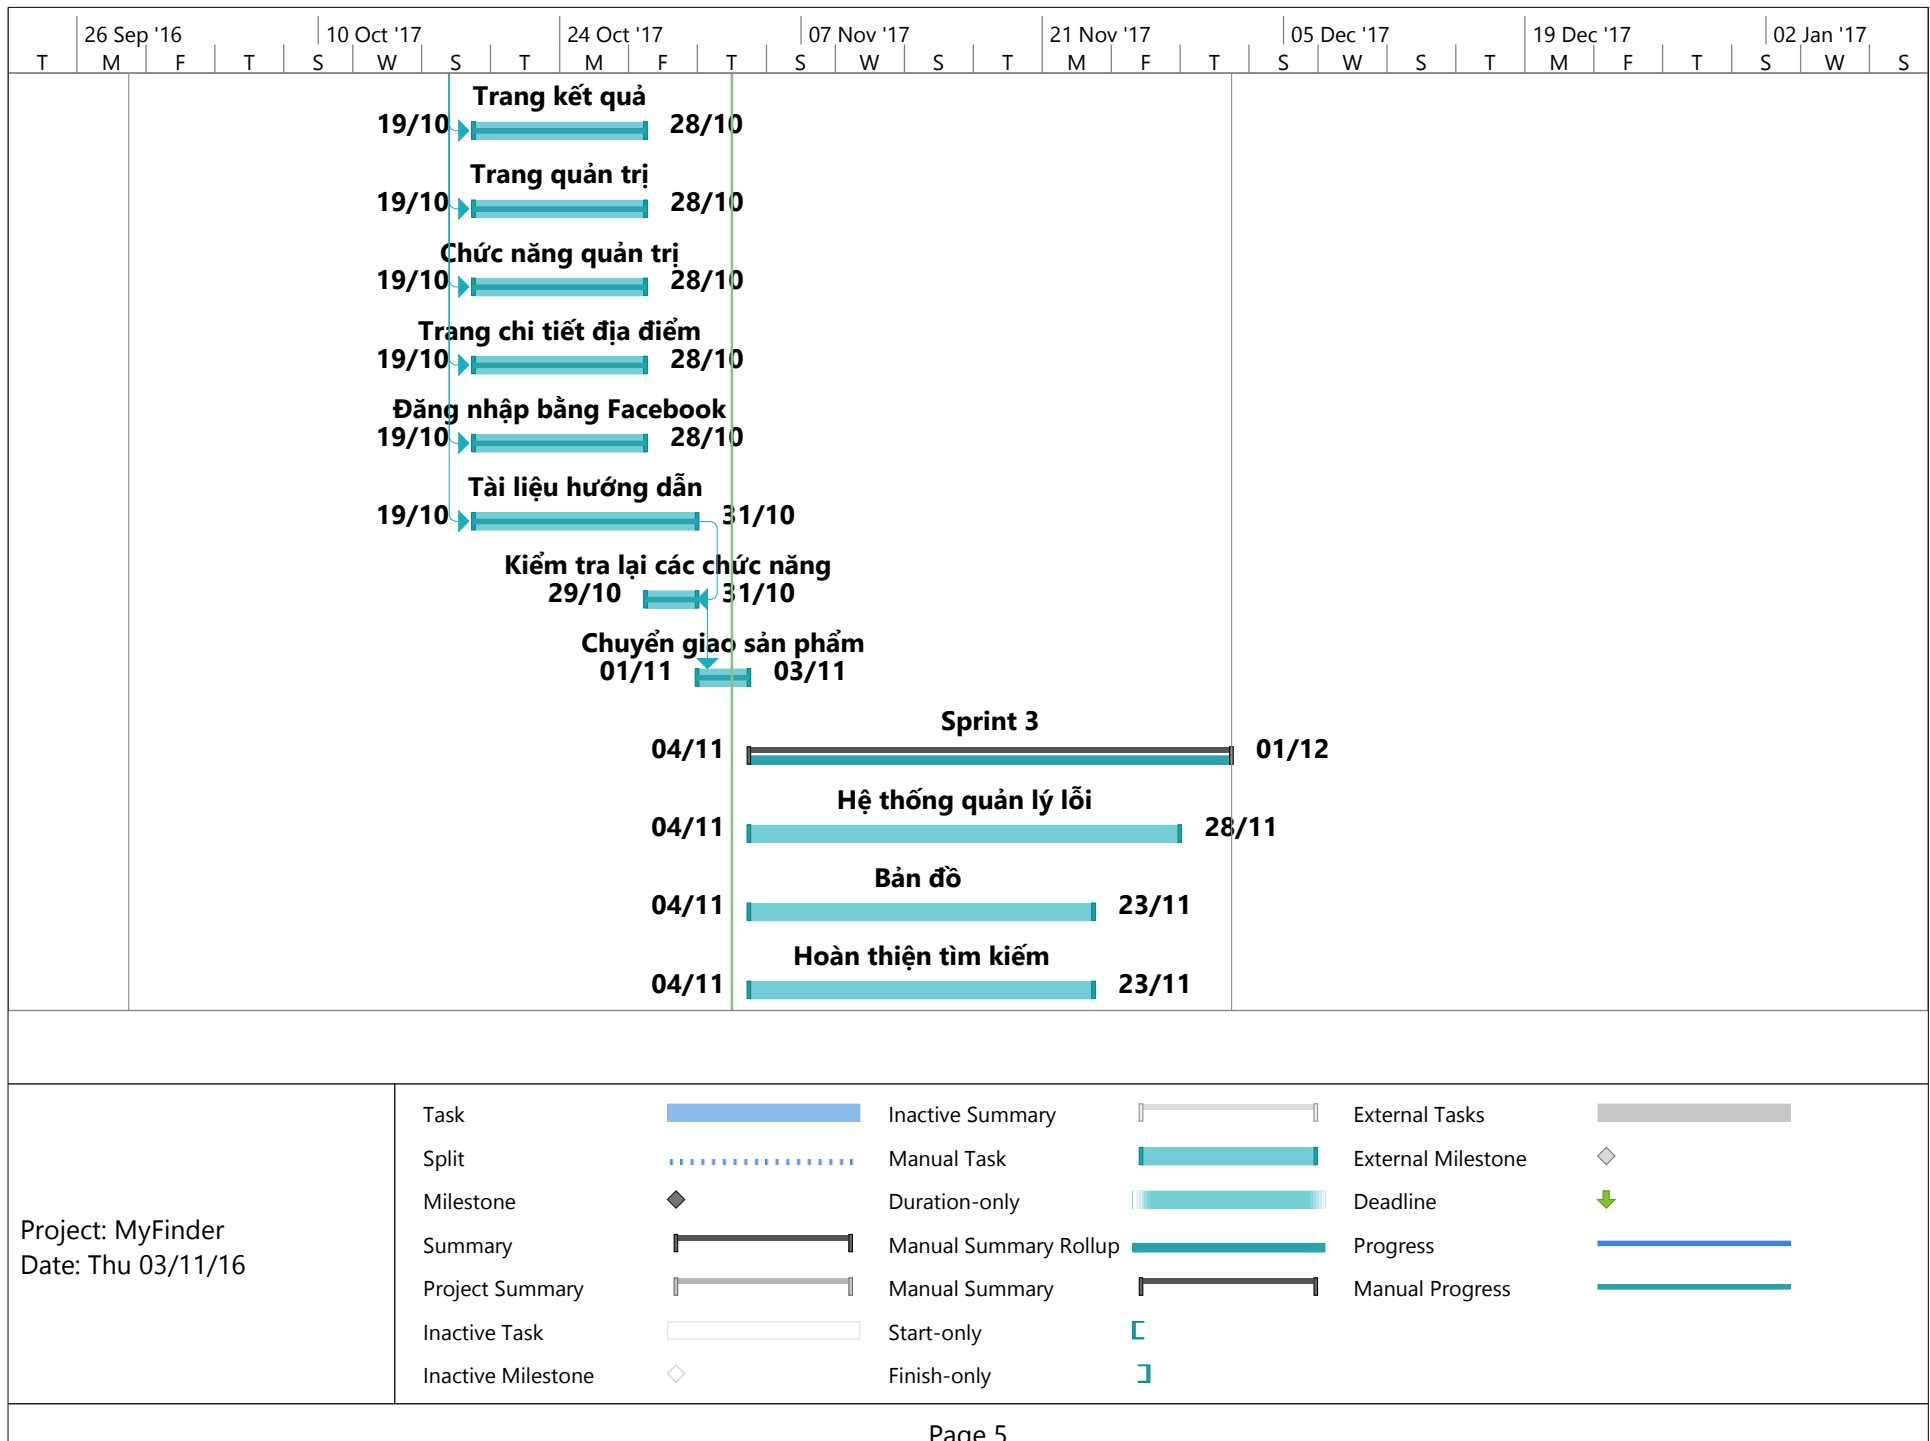 26 Sep '16 10 Oct '17 24 Oct '17 07 Nov '17 21 Nov '17 05 Dec '17 19 Dec '17 02 Jan '17
T M F T S W S T M F T S W S T M F T S W S T M F T S W S
Trang kết quả
19/10 28/10
Trang quản trị
19/10 28/10
Chức năng quản trị
19/10 28/10
Trang chi tiết địa điểm
19/10 28/10
Đăng nhập bằng Facebook
19/10 28/10
Tài liệu hướng dẫn
19/10 31/10
Kiểm tra lại các chức năng
29/10 31/10
Chuyển giao sản phẩm
01/11 03/11
Sprint 3
04/11 01/12
Hệ thống quản lý lỗi
04/11 28/11
Bản đồ
04/11 23/11
Hoàn thiện tìm kiếm
04/11 23/11
Project: MyFinder
Date: Thu 03/11/16
Task
Split
Milestone
Summary
Project Summary
Inactive Task
Inactive Milestone
Inactive Summary
Manual Task
Duration-only
Manual Summary Rollup
Manual Summary
Start-only
Finish-only
External Tasks
External Milestone
Deadline
Progress
Manual Progress
Page 5